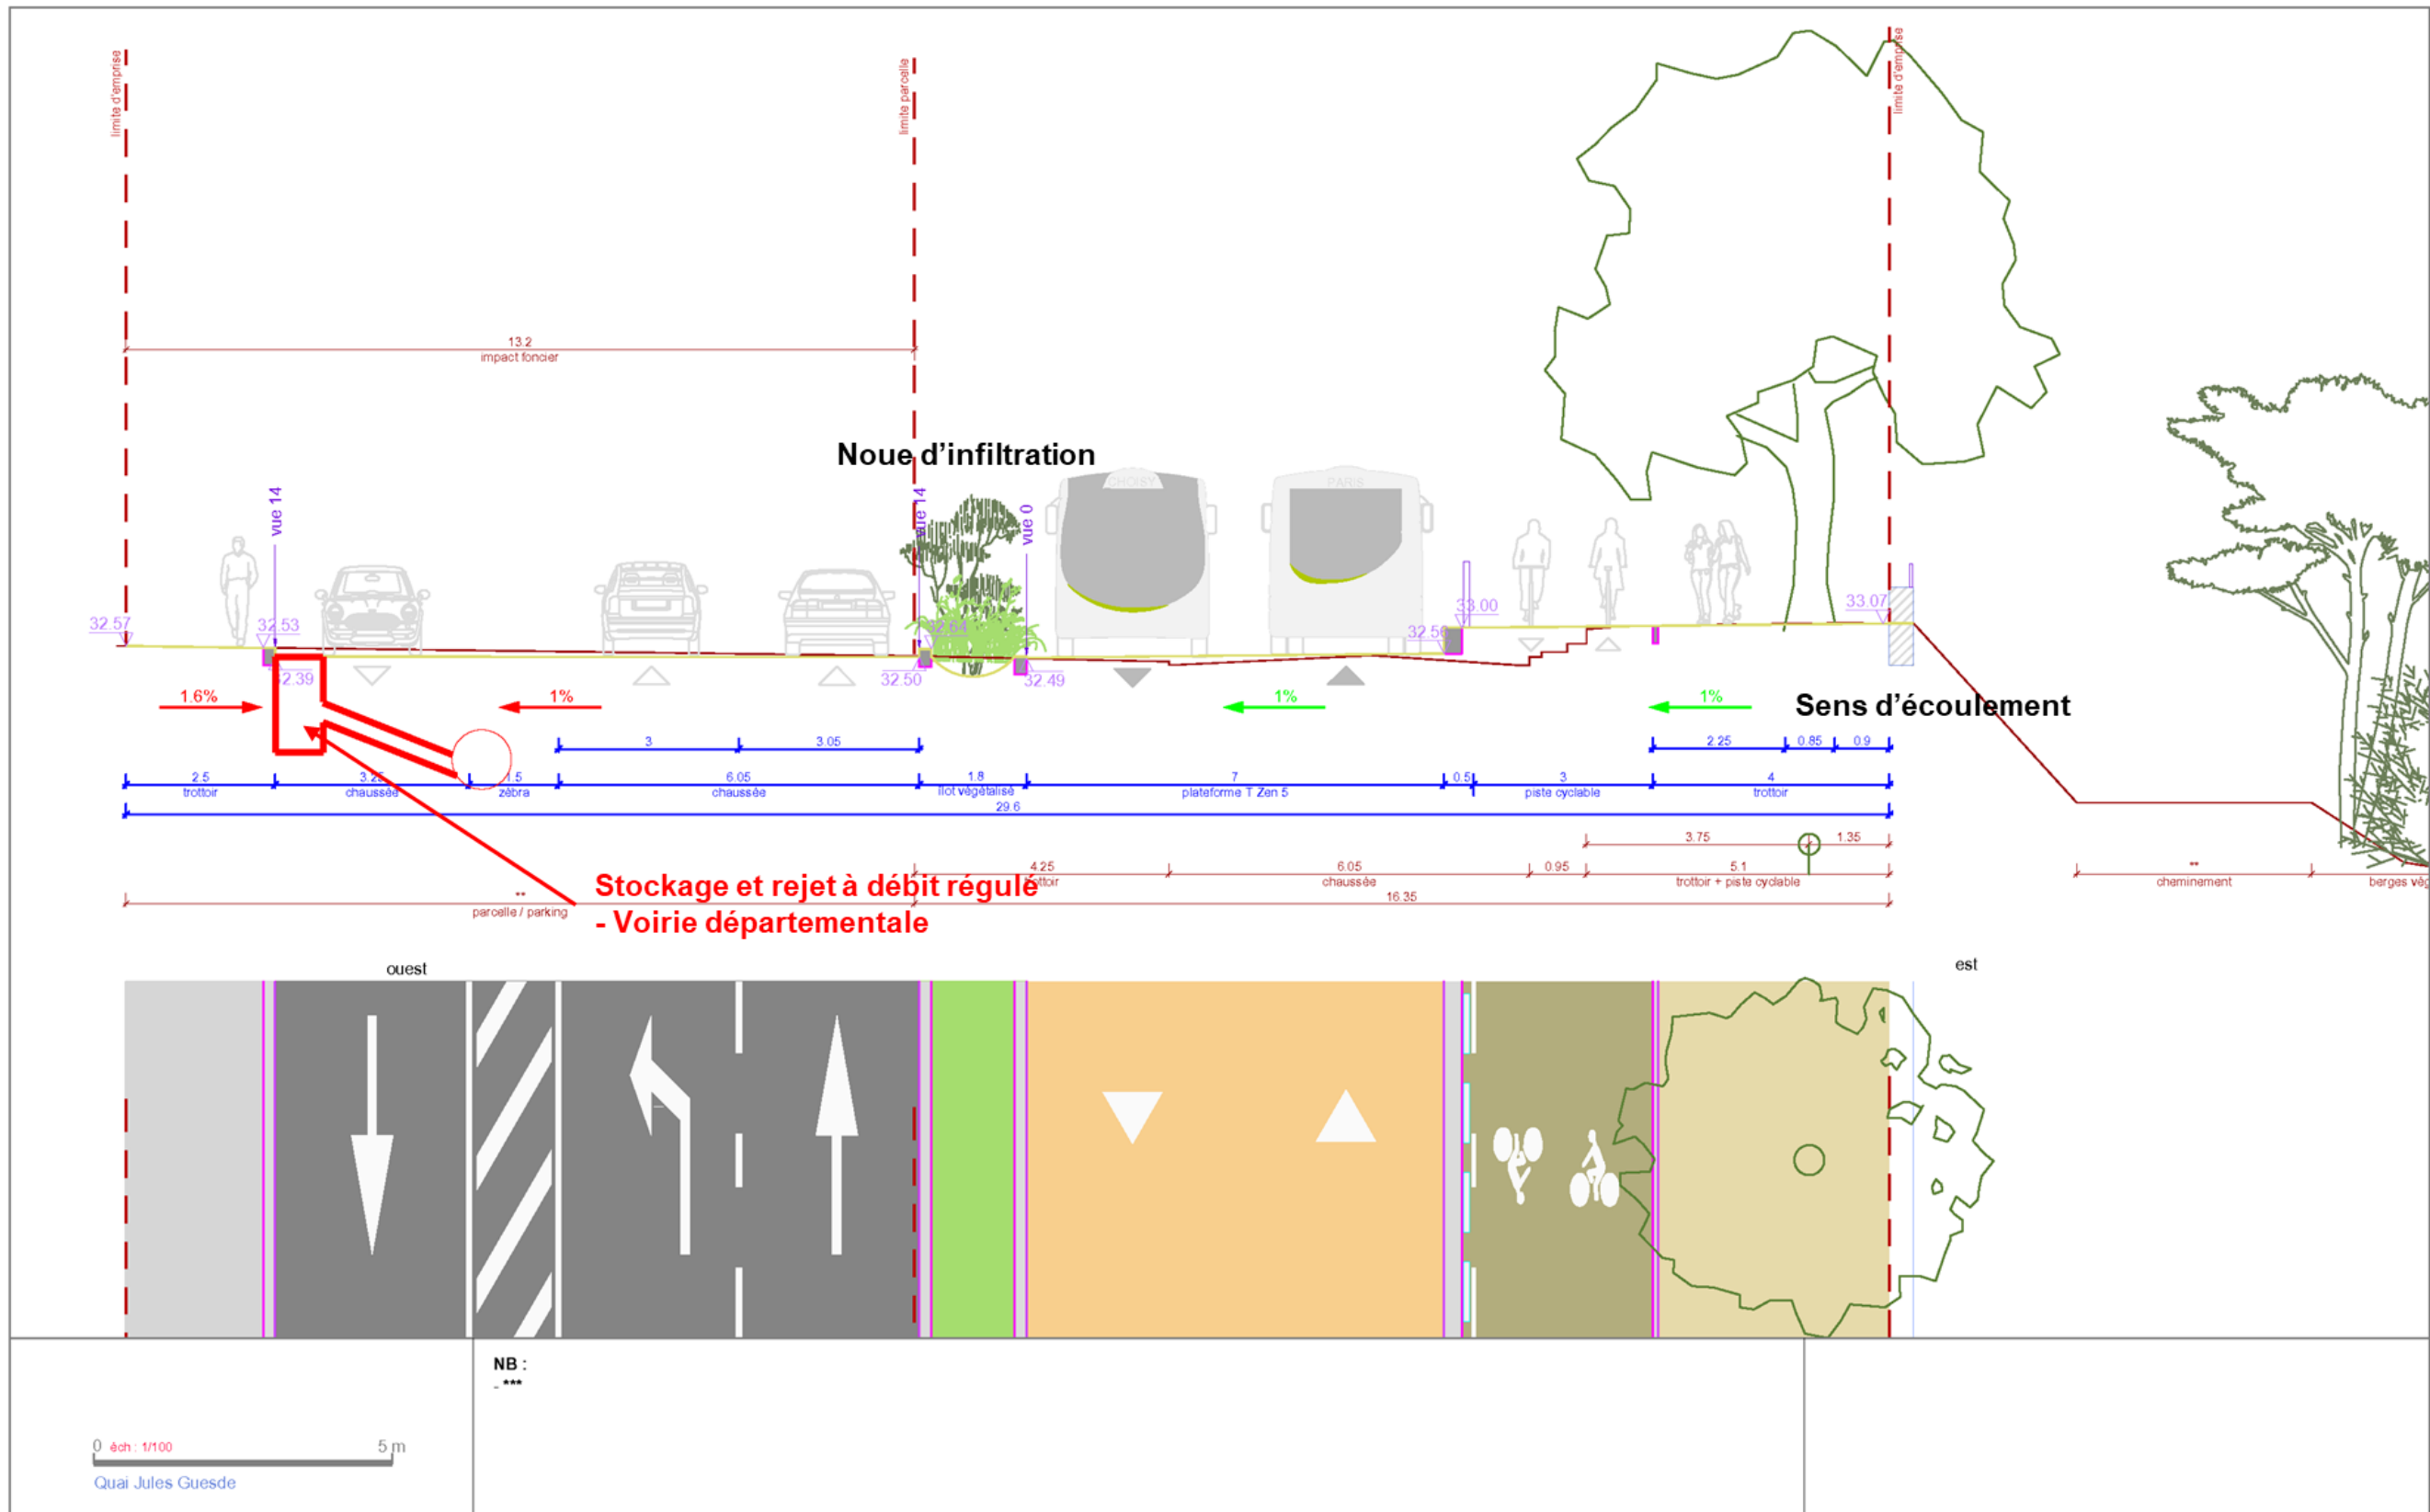 limite d'emprise
limite parcelle
limite d'emprise
13.2
impact foncier
Noue d'infiltration
CHOISY
PARIS
vue 14
vue 14
vue 0
32.57
32.53
32.64
32.56
33.00
33.07
32.39
32.50
32.49
1.6%
1%
1%
1%
Sens d'écoulement
3
3.05
2.25
0.85
0.9
2.5
3.25
1.5
6.05
1.8
7
0.5
3
4
trottoir
chaussée
zébra
chaussée
îlot végétalisé
plateforme T Zen 5
piste cyclable
trottoir
29.6
3.75
1.35
4.25
6.05
0.95
5.1
**
trottoir
chaussée
trottoir + piste cyclable
cheminement
berges vég
Stockage et rejet à débit régulé
- Voirie départementale
**
parcelle / parking
16.35
ouest
est
NB :
- ***
0
éch : 1/100
5 m
Quai Jules Guesde